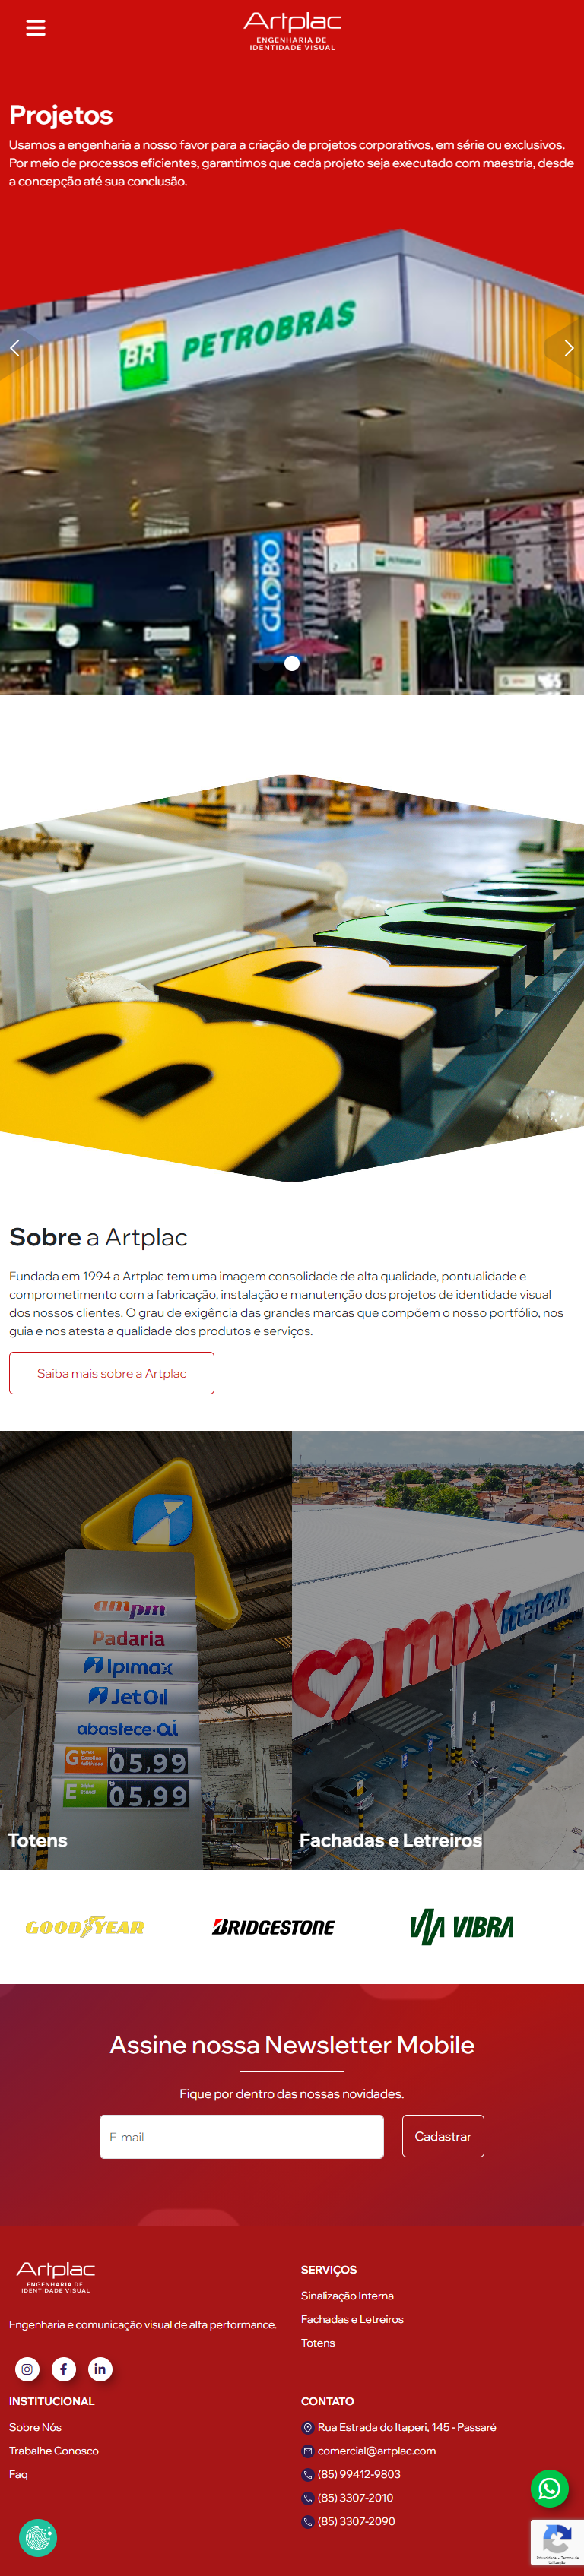 Artplac
ENGENHARIA DE
IDENTIDADE VISUAL
Projetos
Usamos a engenharia a nosso favor para a criação de projetos corporativos, em série ou exclusivos.
Por meio de processos eficientes, garantimos que cada projeto seja executado com maestria, desde
a concepção até sua conclusão.
BR PETROBRAS
PETROBRAS
GLOBO
BR
Sobre a Artplac
Fundada em 1994 a Artplac tem uma imagem consolidade de alta qualidade, pontualidade e
comprometimento com a fabricação, instalação e manutenção dos projetos de identidade visual
dos nossos clientes. O grau de exigência das grandes marcas que compõem o nosso portfólio, nos
guia e nos atesta a qualidade dos produtos e serviços.
Saiba mais sobre a Artplac
ampm
Padaria
Ipimax
JetOil
abastece-aí
G 05,99
E 05,99
Totens
mix mateus
Fachadas e Letreiros
GOODYEAR
BRIDGESTONE
VIBRA
Assine nossa Newsletter Mobile
Fique por dentro das nossas novidades.
E-mail
Cadastrar
Artplac
ENGENHARIA DE
IDENTIDADE VISUAL
Engenharia e comunicação visual de alta performance.
SERVIÇOS
Sinalização Interna
Fachadas e Letreiros
Totens
INSTITUCIONAL
Sobre Nós
Trabalhe Conosco
Faq
CONTATO
Rua Estrada do Itaperi, 145 - Passaré
comercial@artplac.com
(85) 99412-9803
(85) 3307-2010
(85) 3307-2090
Privacidade - Termos de
Utilização